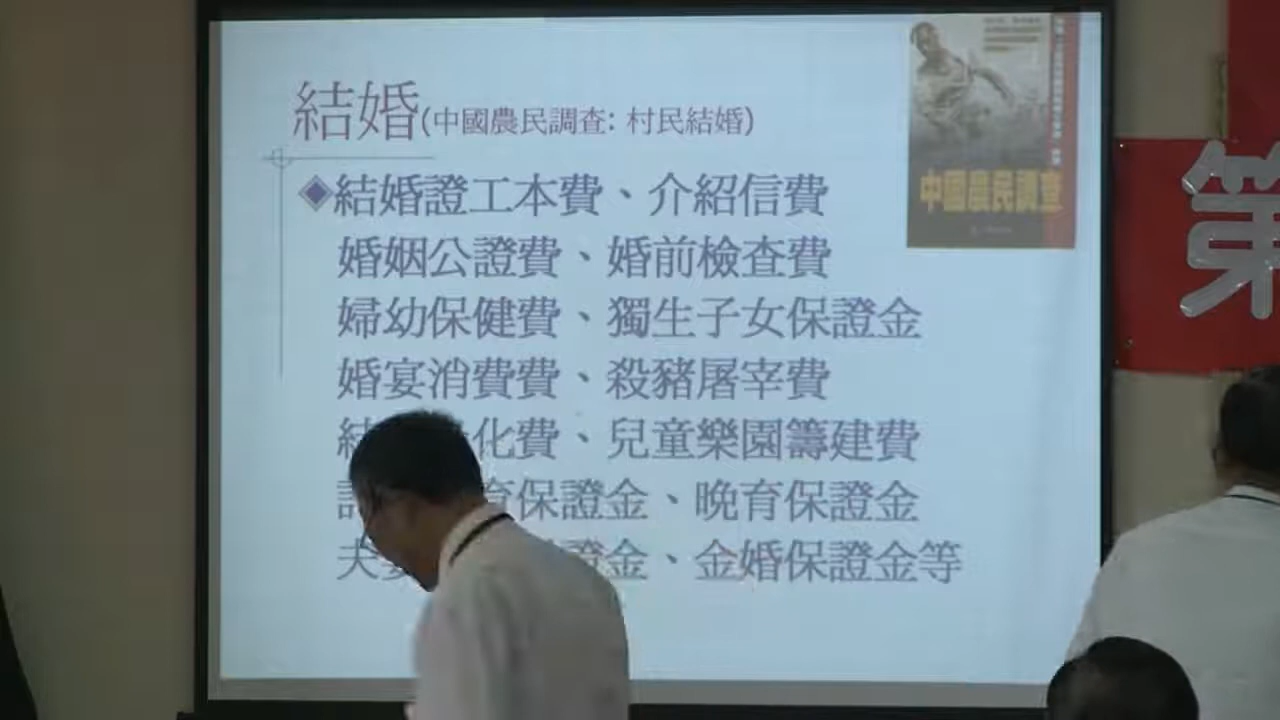 結婚(中國農民調查: 村民結婚)
◆結婚證工本費、介紹信費
婚姻公證費、婚前檢查費
婦幼保健費、獨生子女保證金
婚宴消費費、殺豬屠宰費
結 化費、兒童樂園籌建費
育保證金、晚育保證金
夫妻 證金、金婚保證金等
中國農民調查
第